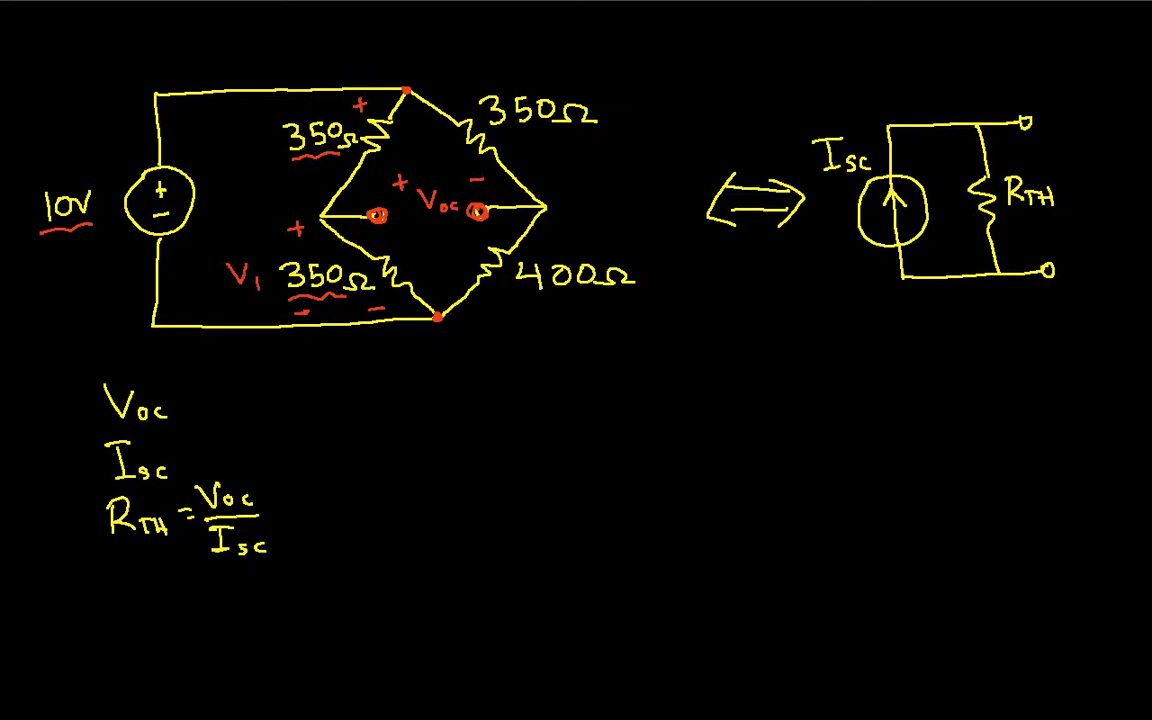 350Ω
350Ω
10V
+
−
+
+
−
Voc
+
V1
350Ω
−
−
400Ω
Isc
RTH
Voc
Isc
RTH = Voc
Isc